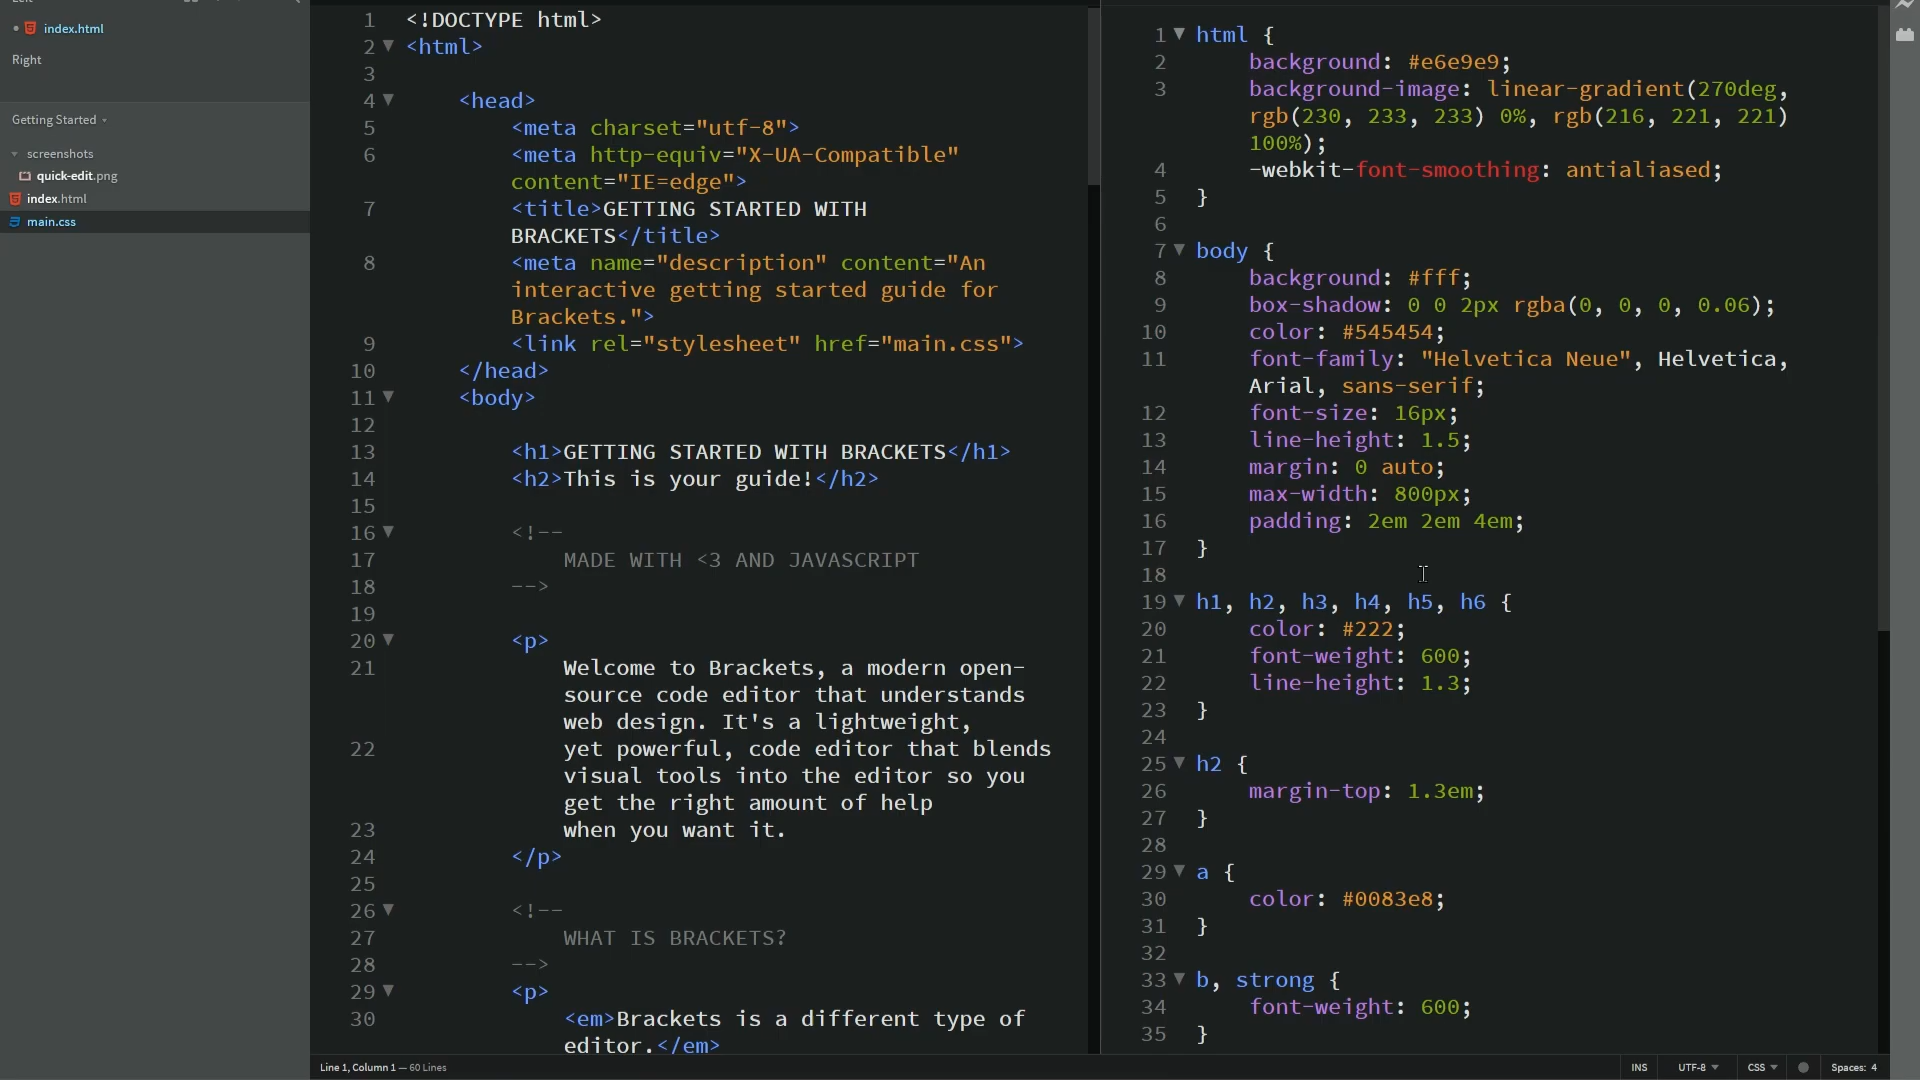 index.html
Right
Getting Started
screenshots
quick-edit.png
index.html
main.css
1 <!DOCTYPE html>
2 <html>
3
4 <head>
5 <meta charset="utf-8">
6 <meta http-equiv="X-UA-Compatible"
content="IE=edge">
7 <title>GETTING STARTED WITH
BRACKETS</title>
8 <meta name="description" content="An
interactive getting started guide for
Brackets.">
9 <link rel="stylesheet" href="main.css">
10 </head>
11 <body>
12
13 <h1>GETTING STARTED WITH BRACKETS</h1>
14 <h2>This is your guide!</h2>
15
16 <!--
17 MADE WITH <3 AND JAVASCRIPT
18 -->
19
20 <p>
21 Welcome to Brackets, a modern open-
source code editor that understands
web design. It's a lightweight,
22 yet powerful, code editor that blends
visual tools into the editor so you
get the right amount of help
23 when you want it.
24 </p>
25
26 <!--
27 WHAT IS BRACKETS?
28 -->
29 <p>
30 <em>Brackets is a different type of
editor.</em>
1 html {
2 background: #e6e9e9;
3 background-image: linear-gradient(270deg,
rgb(230, 233, 233) 0%, rgb(216, 221, 221)
100%);
4 -webkit-font-smoothing: antialiased;
5 }
6
7 body {
8 background: #fff;
9 box-shadow: 0 0 2px rgba(0, 0, 0, 0.06);
10 color: #545454;
11 font-family: "Helvetica Neue", Helvetica,
Arial, sans-serif;
12 font-size: 16px;
13 line-height: 1.5;
14 margin: 0 auto;
15 max-width: 800px;
16 padding: 2em 2em 4em;
17 }
18
19 h1, h2, h3, h4, h5, h6 {
20 color: #222;
21 font-weight: 600;
22 line-height: 1.3;
23 }
24
25 h2 {
26 margin-top: 1.3em;
27 }
28
29 a {
30 color: #0083e8;
31 }
32
33 b, strong {
34 font-weight: 600;
35 }
Line 1, Column 1 — 60 Lines
INS UTF-8 CSS Spaces: 4